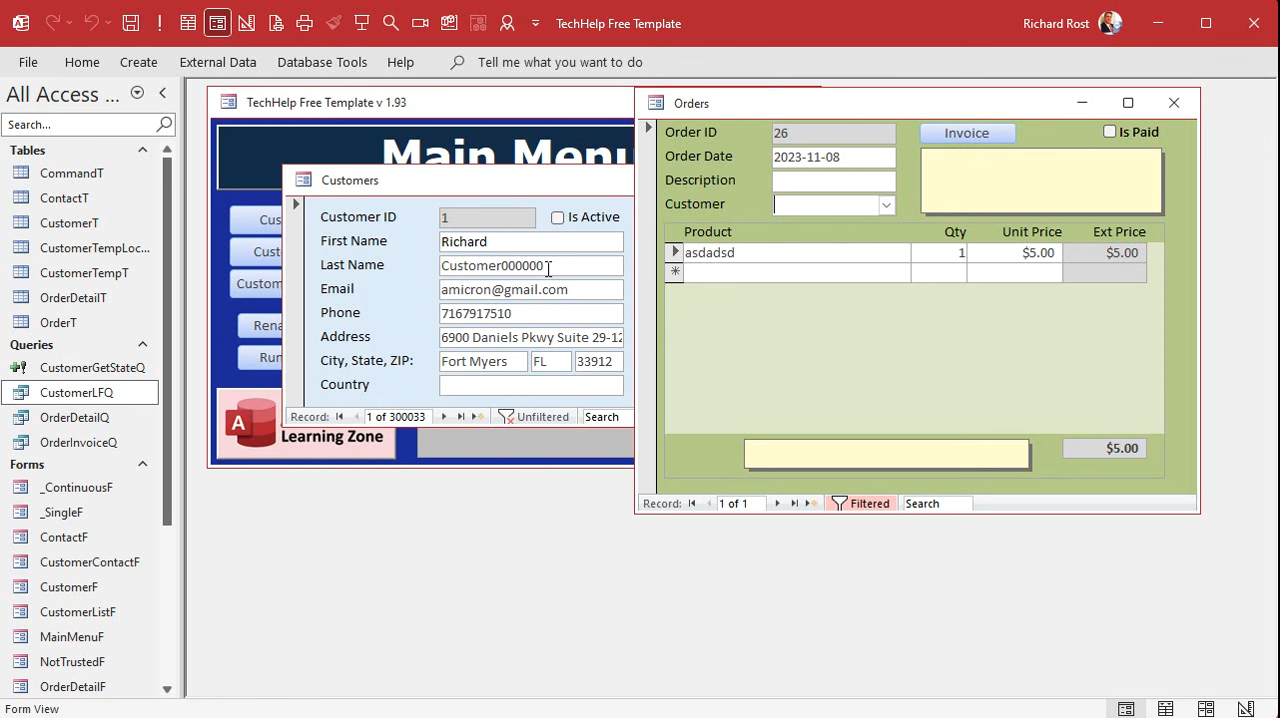 TechHelp Free Template
Richard Rost
File Home Create External Data Database Tools Help Tell me what you want to do
All Access ...
Search...
Tables
CommandT
ContactT
CustomerT
CustomerTempLoc...
CustomerTempT
OrderDetailT
OrderT
Queries
CustomerGetStateQ
CustomerLFQ
OrderDetailQ
OrderInvoiceQ
Forms
_ContinuousF
_SingleF
ContactF
CustomerContactF
CustomerF
CustomerListF
MainMenuF
NotTrustedF
OrderDetailF
TechHelp Free Template v 1.93
Main Menu
Cus
Cust
Custom
Rena
Ru
A
Learning Zone
Customers
Customer ID 1 Is Active
First Name Richard
Last Name Customer000000
Email amicron@gmail.com
Phone 7167917510
Address 6900 Daniels Pkwy Suite 29-12
City, State, ZIP: Fort Myers FL 33912
Country
Record: 1 of 300033 Unfiltered Search
Orders
Order ID 26 Invoice Is Paid
Order Date 2023-11-08
Description
Customer
Product Qty Unit Price Ext Price
asdadsd 1 $5.00 $5.00
$5.00
Record: 1 of 1 Filtered Search
Form View